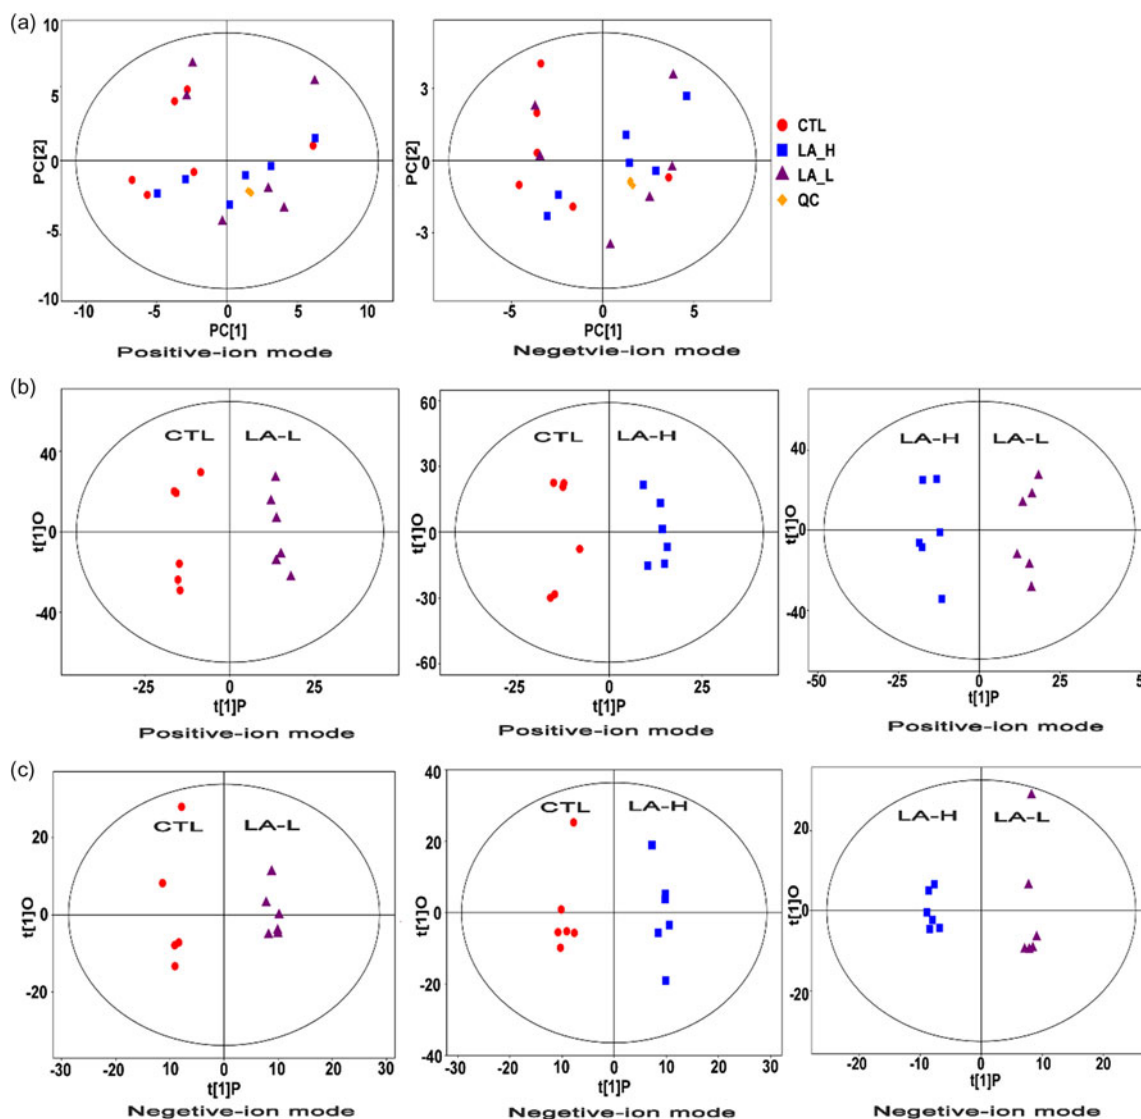 (a)
10
5
0
-5
-10
PC[2]
-10 -5 0 5 10
PC[1]
Positive-ion mode
3
0
-3
PC[2]
-5 0 5
PC[1]
Negetvie-ion mode
CTL
LA_H
LA_L
QC
(b)
CTL LA-L
40
0
-40
t[1]O
-25 0 25
t[1]P
Positive-ion mode
CTL LA-H
60
30
0
-30
-60
t[1]O
-25 0 25
t[1]P
Positive-ion mode
LA-H LA-L
40
0
-40
t[1]O
-50 -25 0 25 5
t[1]P
Positive-ion mode
(c)
CTL LA-L
20
0
-20
t[1]O
-30 -20 -10 0 10 20 30
t[1]P
Negetive-ion mode
CTL LA-H
40
20
0
-20
-40
t[1]O
-30 -20 -10 0 10 20 30
t[1]P
Negetive-ion mode
LA-H LA-L
20
0
-20
t[1]O
-20 -10 0 10 20
t[1]P
Negetive-ion mode